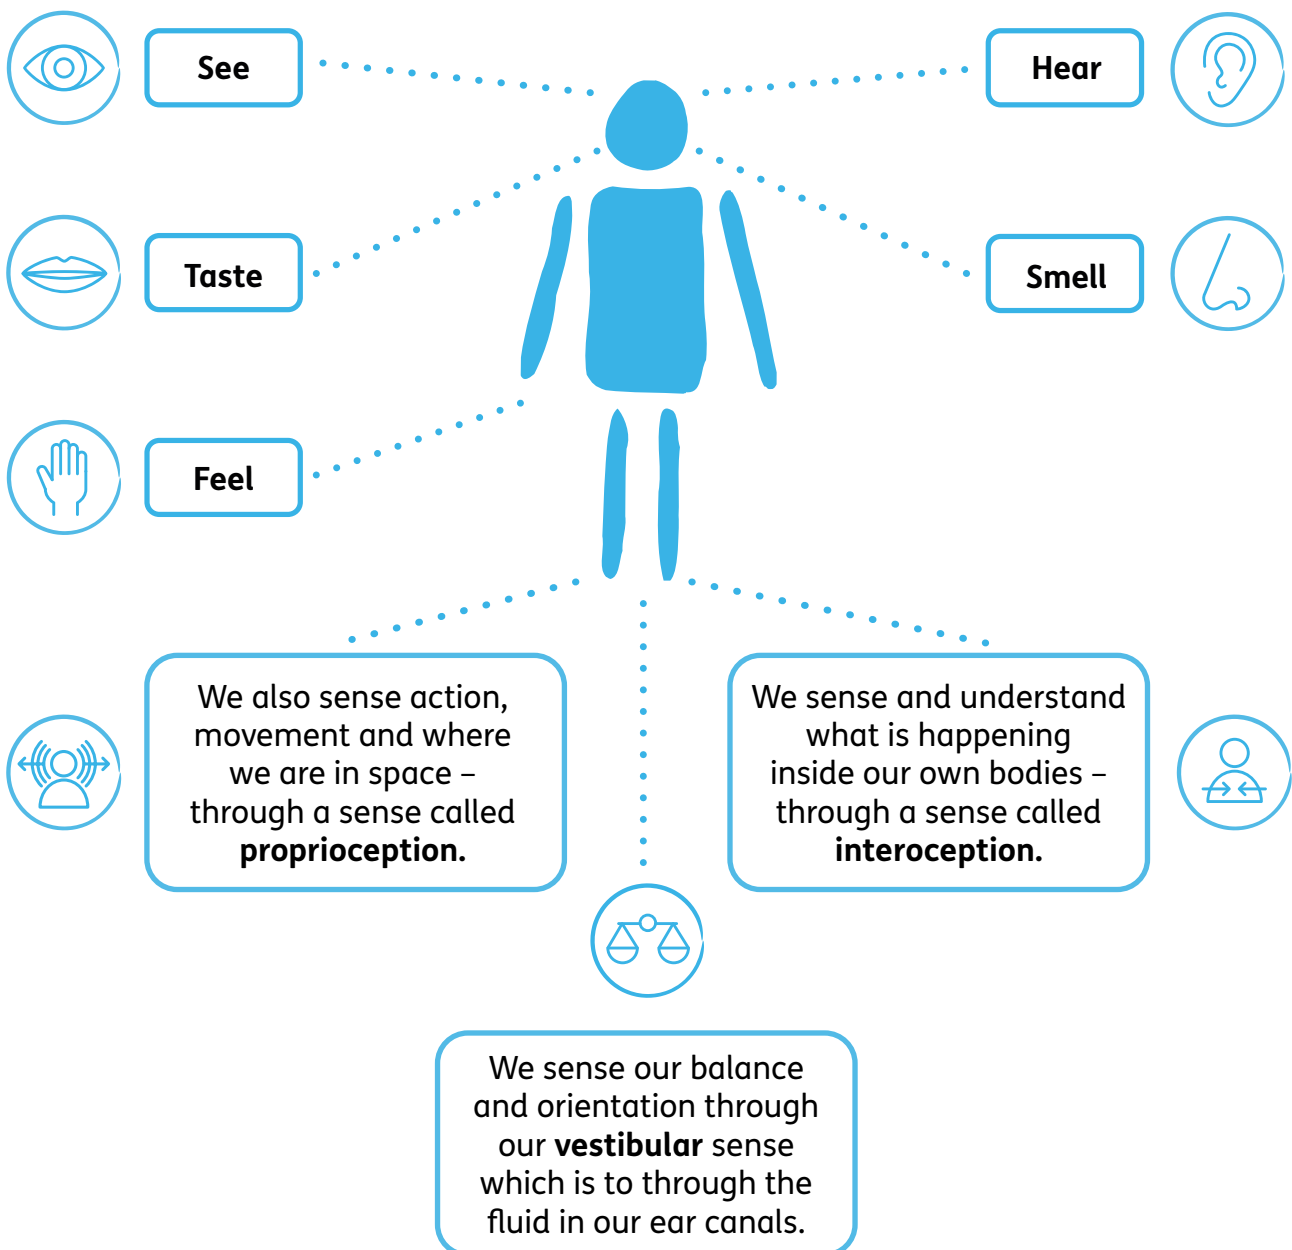 See
Hear
Taste
Smell
Feel
We also sense action,
movement and where
we are in space –
through a sense called
proprioception.
We sense and understand
what is happening
inside our own bodies –
through a sense called
interoception.
We sense our balance
and orientation through
our vestibular sense
which is to through the
fluid in our ear canals.